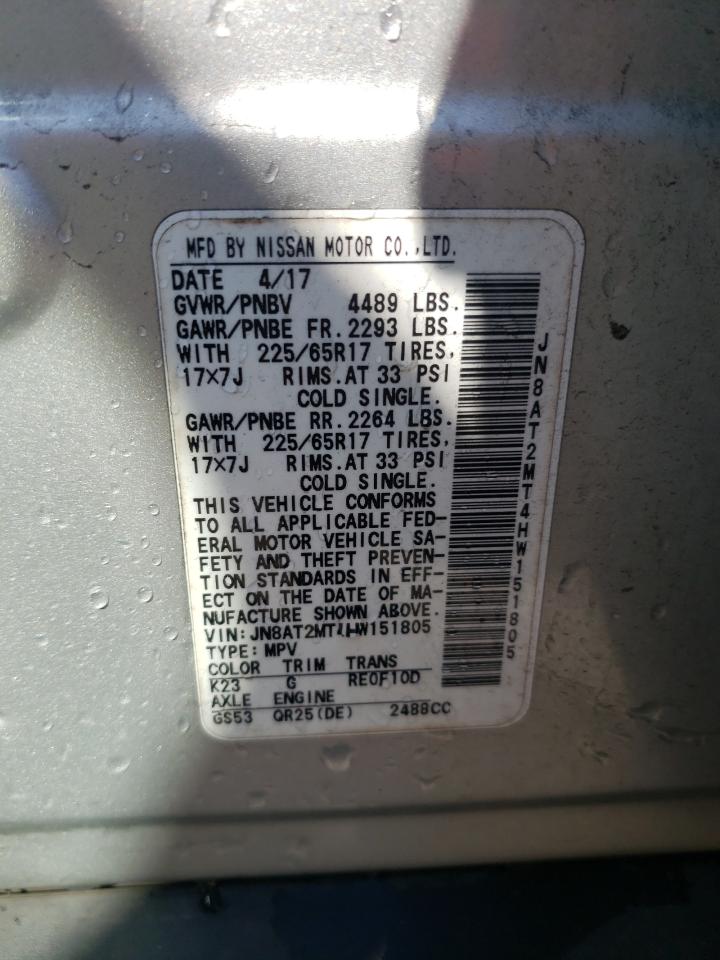 MFD BY NISSAN MOTOR CO.,LTD.
DATE 4/17
GVWR/PNBV 4489 LBS.
GAWR/PNBE FR.2293 LBS.
WITH 225/65R17 TIRES,
17×7J RIMS.AT 33 PSI
COLD SINGLE.
GAWR/PNBE RR.2264 LBS.
WITH 225/65R17 TIRES,
17×7J RIMS.AT 33 PSI
COLD SINGLE.
THIS VEHICLE CONFORMS
TO ALL APPLICABLE FED-
ERAL MOTOR VEHICLE SA-
FETY AND THEFT PREVEN-
TION STANDARDS IN EFF-
ECT ON THE DATE OF MA-
NUFACTURE SHOWN ABOVE.
VIN:JN8AT2MT4HW151805
TYPE:MPV
COLOR TRIM TRANS
K23 G RE0F10D
AXLE ENGINE
GS53 QR25(DE) 2488CC
JN8AT2MT4HW151805